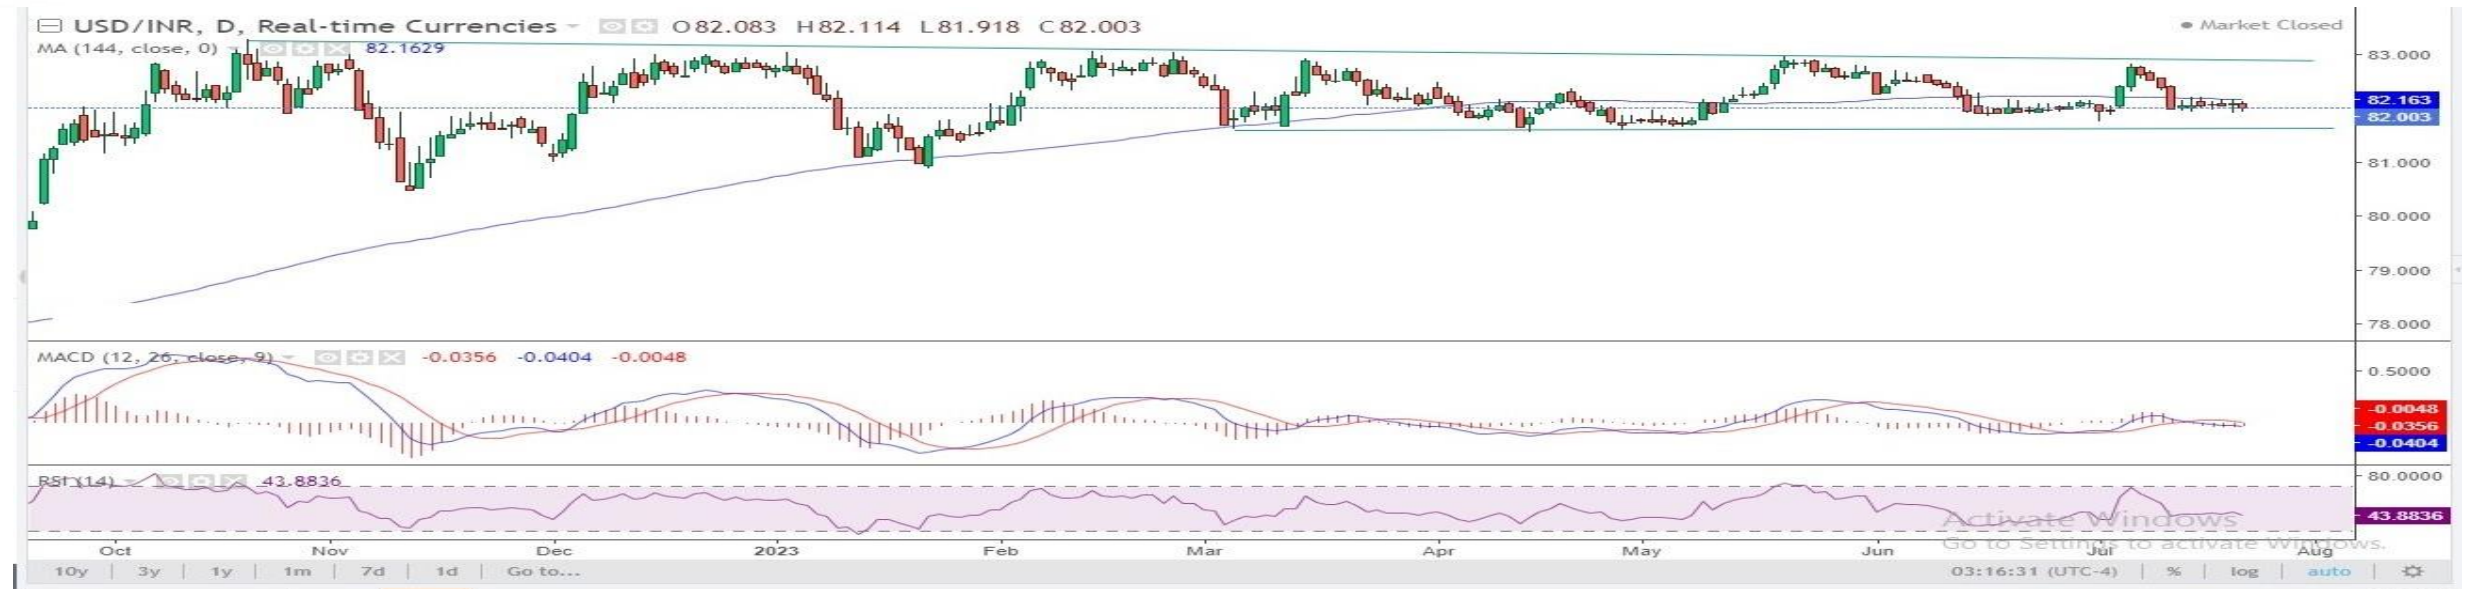 USD/INR, D, Real-time Currencies O 82.083 H 82.114 L 81.918 C 82.003
Market Closed
MA (144, close, 0) 82.1629
83.000
82.163
82.003
81.000
80.000
79.000
78.000
MACD (12, 26, close, 9) -0.0356 -0.0404 -0.0048
0.5000
-0.0048
-0.0356
-0.0404
RSI (14) 43.8836
80.0000
43.8836
Activate Windows
Go to Settings to activate Windows.
Oct Nov Dec 2023 Feb Mar Apr May Jun Jul Aug
10y | 3y | 1y | 1m | 7d | 1d | Go to...
03:16:31 (UTC-4) | % | log | auto